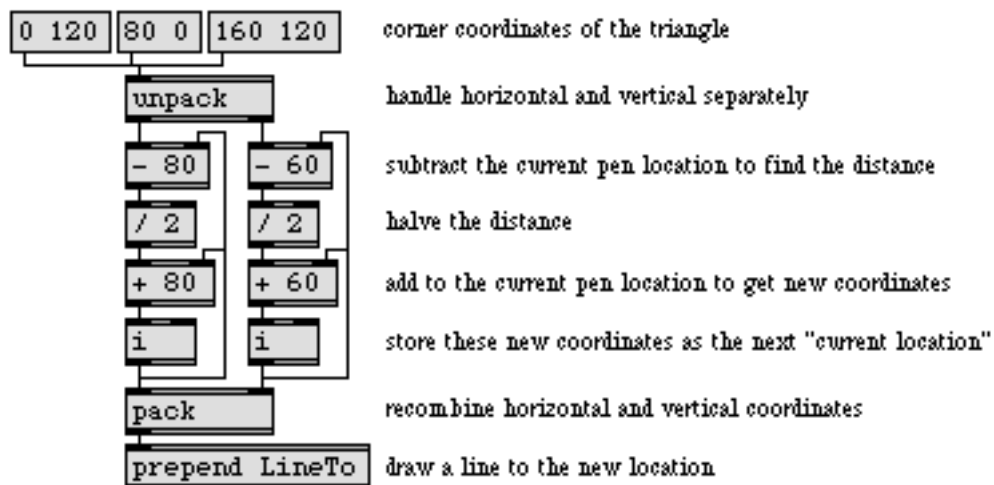 0 120 80 0 160 120 corner coordinates of the triangle
unpack handle horizontal and vertical separately
- 80 - 60 subtract the current pen location to find the distance
/ 2 / 2 halve the distance
+ 80 + 60 add to the current pen location to get new coordinates
i i store these new coordinates as the next "current location"
pack recombine horizontal and vertical coordinates
prepend LineTo draw a line to the new location